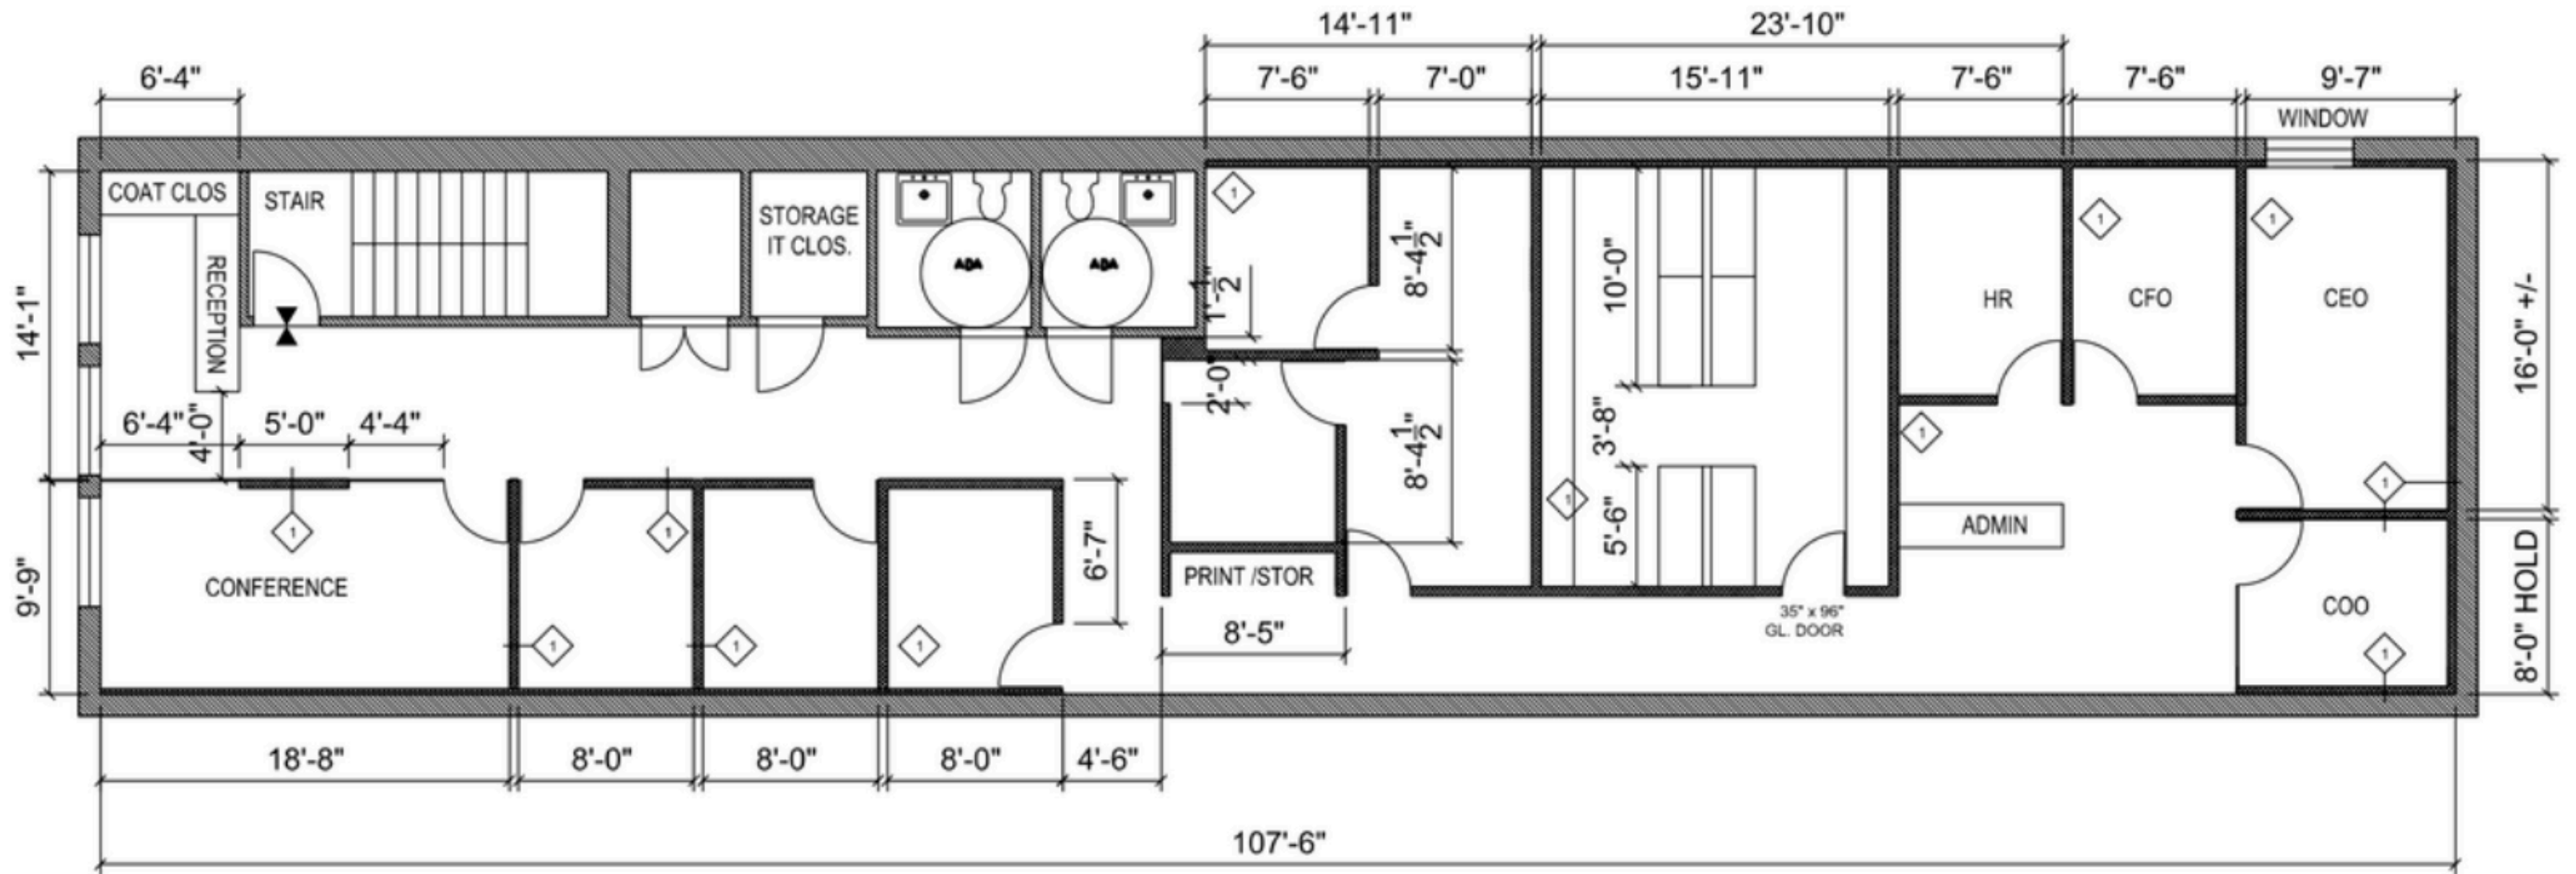 14'-11"
23'-10"
6'-4"
7'-6"
7'-0"
15'-11"
7'-6"
7'-6"
9'-7"
WINDOW
COAT CLOS
STAIR
STORAGE
IT CLOS.
ADA
ADA
RECEPTION
14'-1"
1
1'-1/2"
8'-4 1/2"
10'-0"
HR
1
CFO
1
CEO
16'-0" +/-
6'-4"
4'-0"
5'-0"
4'-4"
2'-0"
8'-4 1/2"
3'-8"
1
1
1
1
1
5'-6"
ADMIN
6'-7"
9'-9"
CONFERENCE
PRINT /STOR
35" x 96"
GL. DOOR
COO
8'-0" HOLD
1
1
1
1
8'-5"
18'-8"
8'-0"
8'-0"
8'-0"
4'-6"
107'-6"